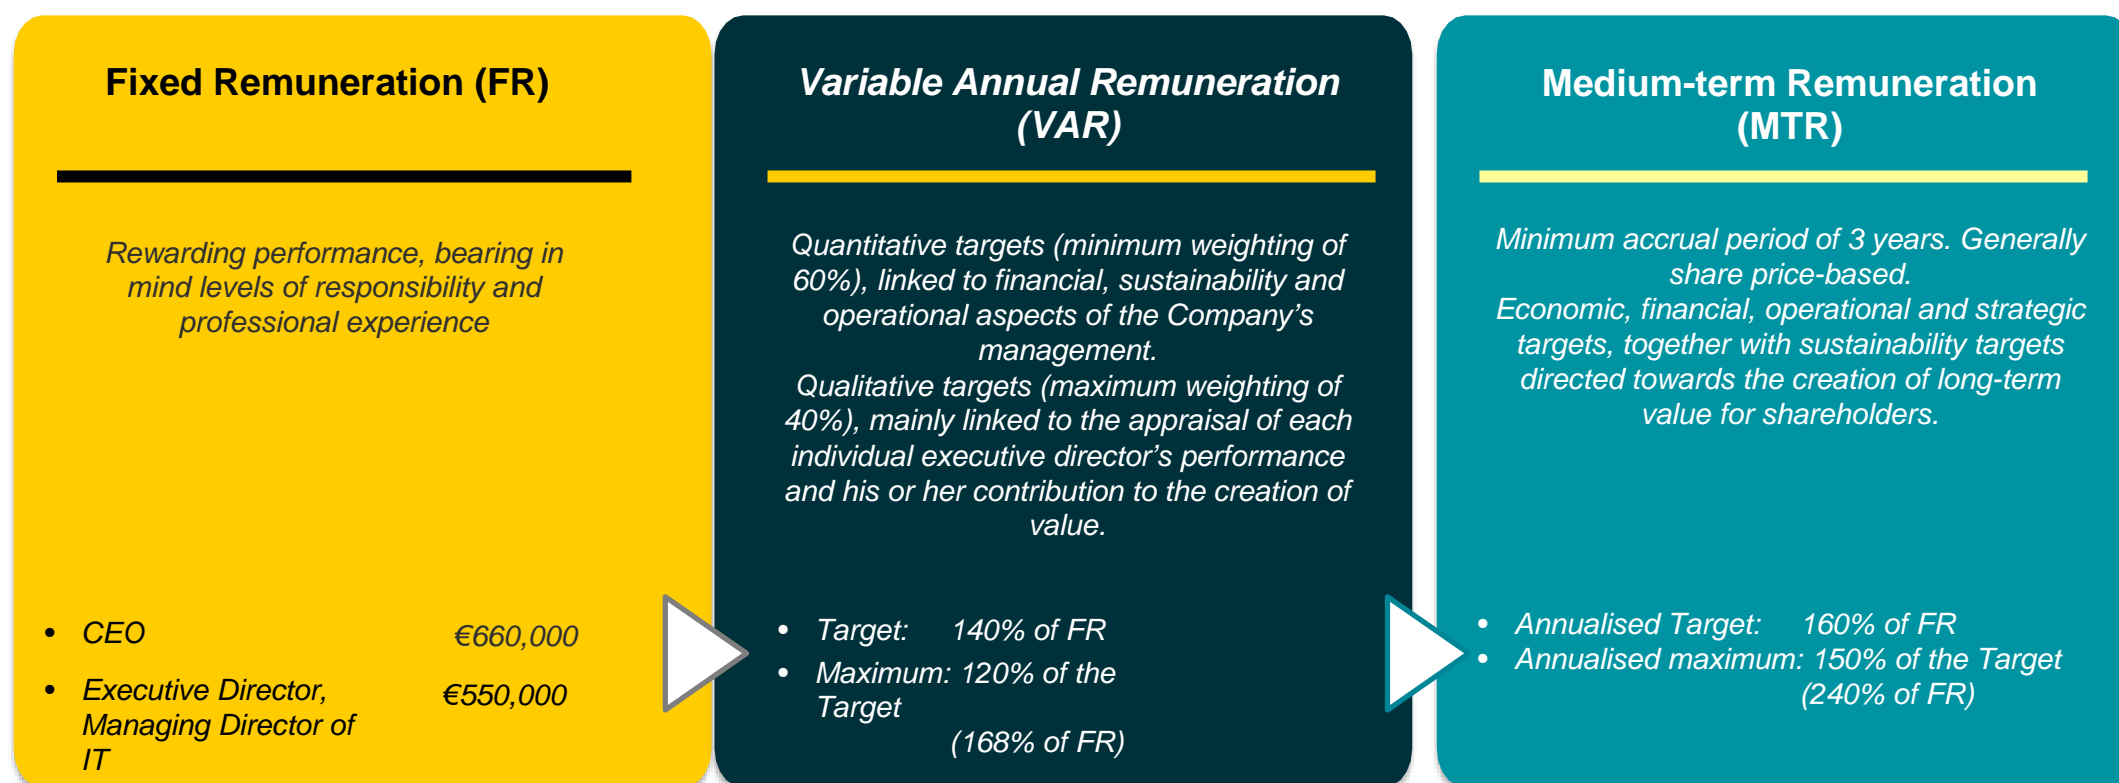 Fixed Remuneration (FR)
Rewarding performance, bearing in
mind levels of responsibility and
professional experience
• CEO €660,000
• Executive Director, €550,000
Managing Director of
IT
Variable Annual Remuneration
(VAR)
Quantitative targets (minimum weighting of
60%), linked to financial, sustainability and
operational aspects of the Company’s
management.
Qualitative targets (maximum weighting of
40%), mainly linked to the appraisal of each
individual executive director’s performance
and his or her contribution to the creation of
value.
• Target: 140% of FR
• Maximum: 120% of the
Target
(168% of FR)
Medium-term Remuneration
(MTR)
Minimum accrual period of 3 years. Generally
share price-based.
Economic, financial, operational and strategic
targets, together with sustainability targets
directed towards the creation of long-term
value for shareholders.
• Annualised Target: 160% of FR
• Annualised maximum: 150% of the Target
(240% of FR)